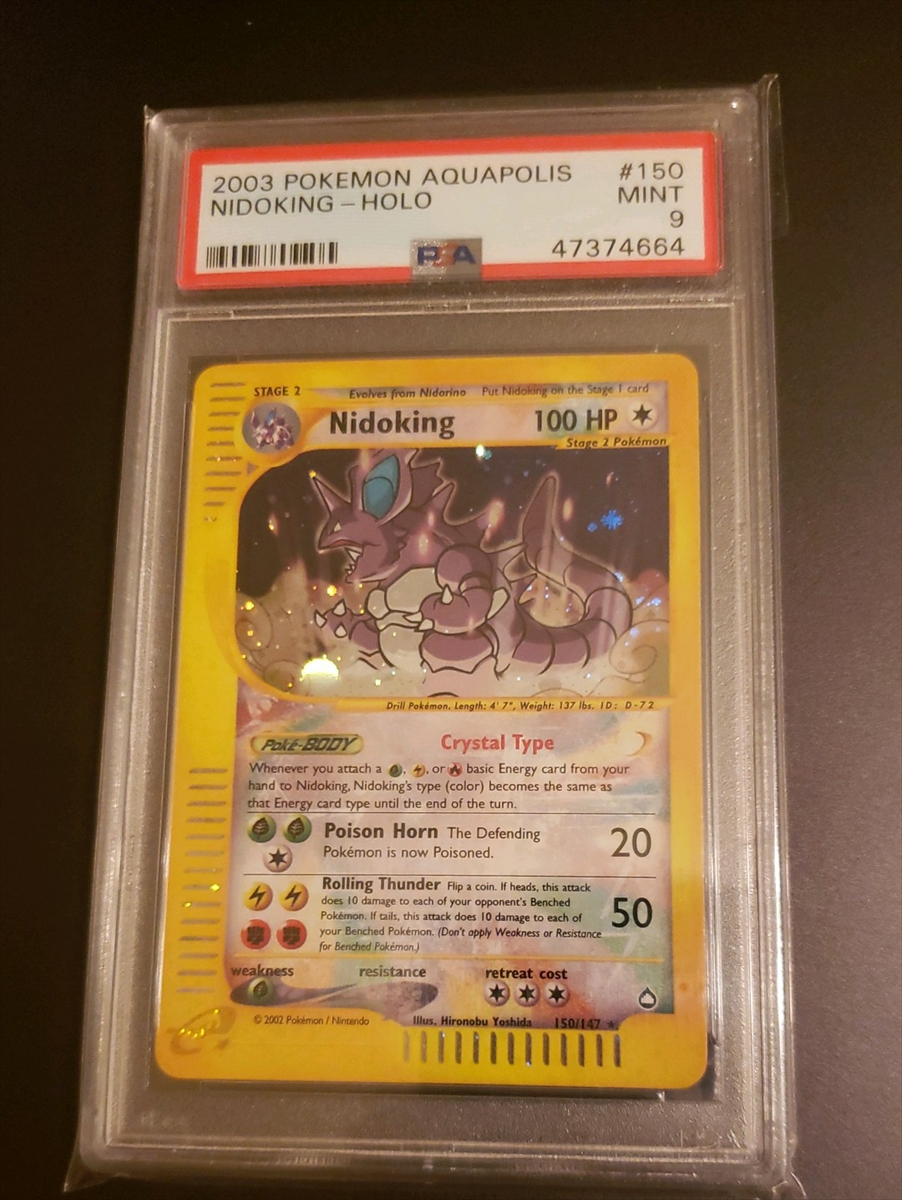 2003 POKEMON AQUAPOLIS #150
NIDOKING - HOLO MINT
9
PSA 47374664
STAGE 2 Evolves from Nidorino Put Nidoking on the Stage 1 card
Nidoking 100 HP
Stage 2 Pokémon
Drill Pokémon. Length: 4' 7", Weight: 137 lbs. ID: D-72
Poké-BODY Crystal Type
Whenever you attach a , , or basic Energy card from your
hand to Nidoking, Nidoking's type (color) becomes the same as
that Energy card type until the end of the turn.
Poison Horn The Defending
Pokémon is now Poisoned.
20
Rolling Thunder Flip a coin. If heads, this attack
does 10 damage to each of your opponent's Benched
Pokémon. If tails, this attack does 10 damage to each of
your Benched Pokémon. (Don't apply Weakness or Resistance
for Benched Pokémon.)
50
weakness resistance retreat cost
© 2002 Pokémon / Nintendo Illus. Hironobu Yoshida 150/147 ★
e